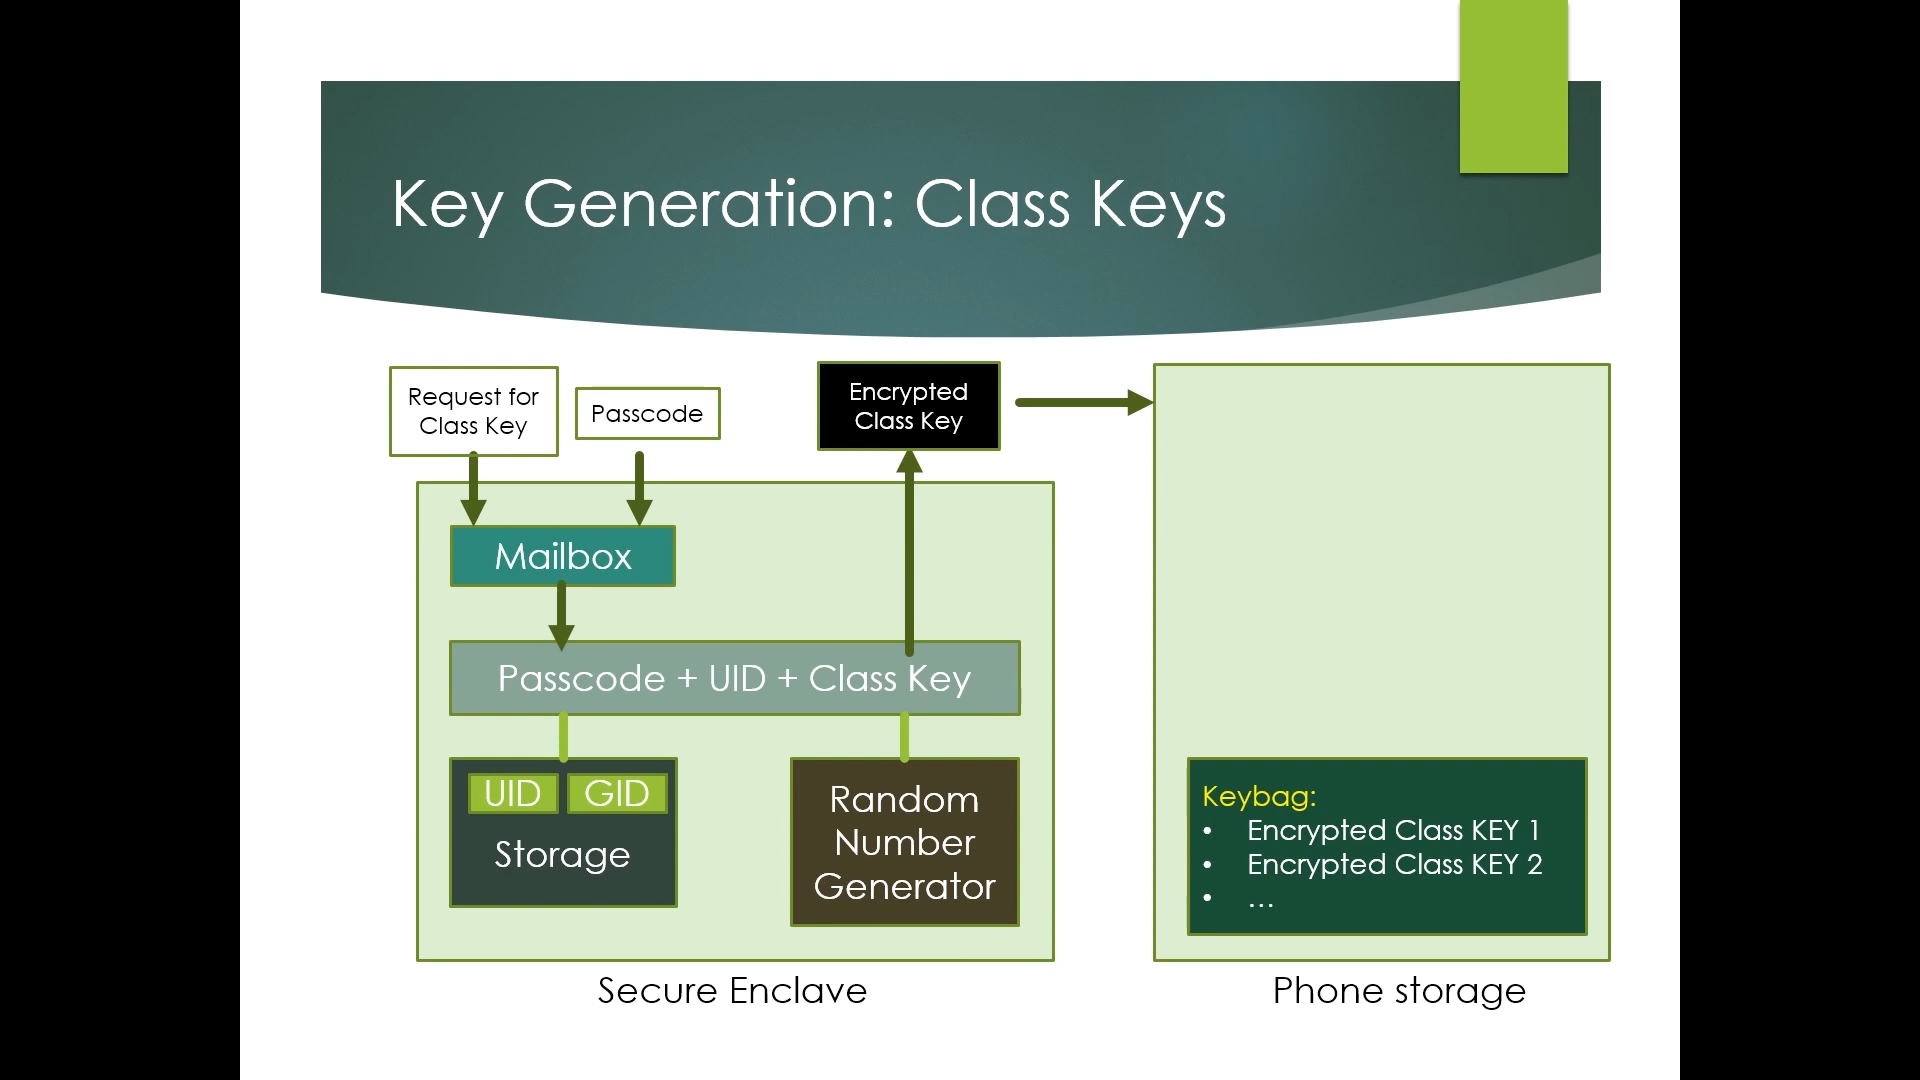 Key Generation: Class Keys
Request for
Class Key
Passcode
Encrypted
Class Key
Mailbox
Passcode + UID + Class Key
UID
GID
Storage
Random
Number
Generator
Keybag:
• Encrypted Class KEY 1
• Encrypted Class KEY 2
• …
Secure Enclave
Phone storage